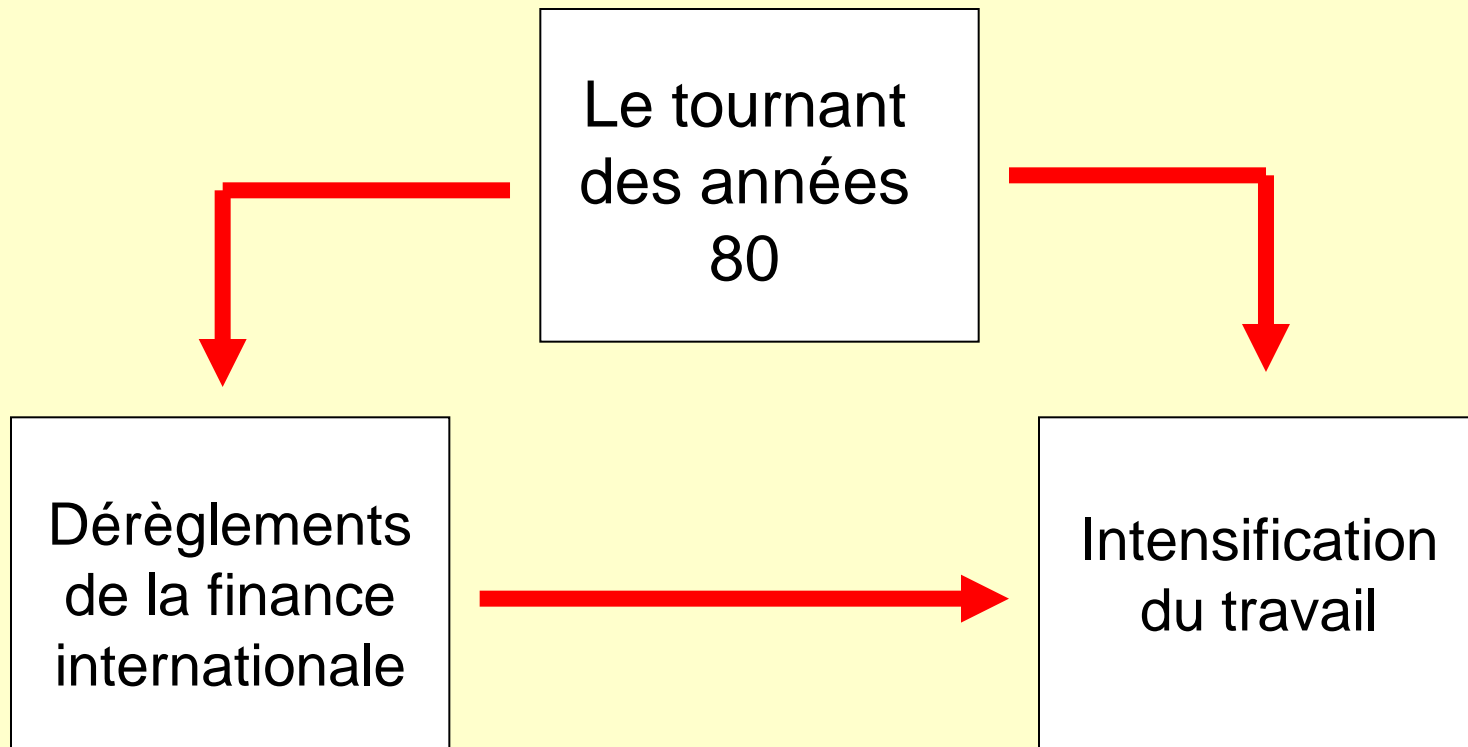 Le tournant
des années
80
Dérèglements
de la finance
internationale
Intensification
du travail